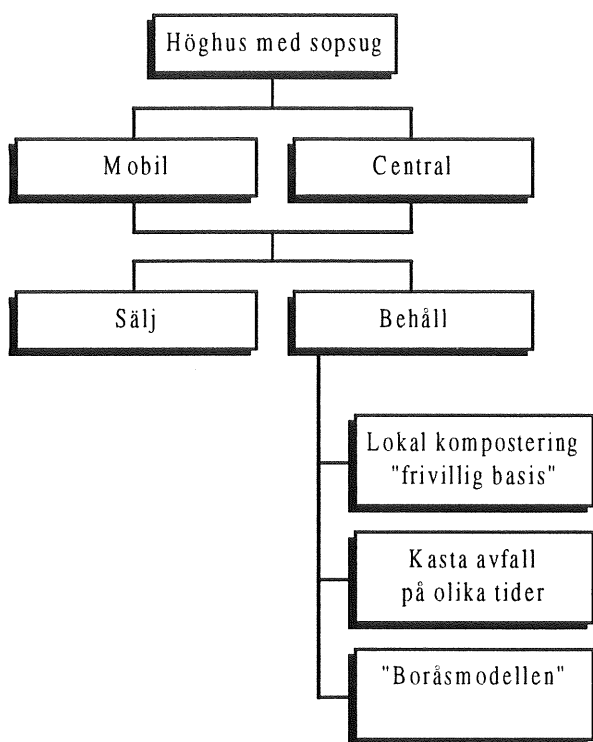 Höghus med sopsug
Mobil
Central
Sälj
Behåll
Lokal kompostering
"frivillig basis"
Kasta avfall
på olika tider
"Boråsmodellen"